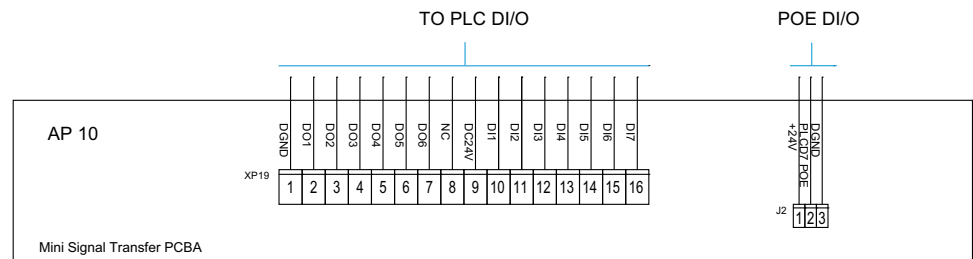 TO PLC DI/O
POE DI/O
AP 10
DGND
DO1
DO2
DO3
DO4
DO5
DO6
NC
DC24V
DI1
DI2
DI3
DI4
DI5
DI6
DI7
+24V
PLCD7 POE
DGND
XP19
1 2 3 4 5 6 7 8 9 10 11 12 13 14 15 16
J2
1 2 3
Mini Signal Transfer PCBA